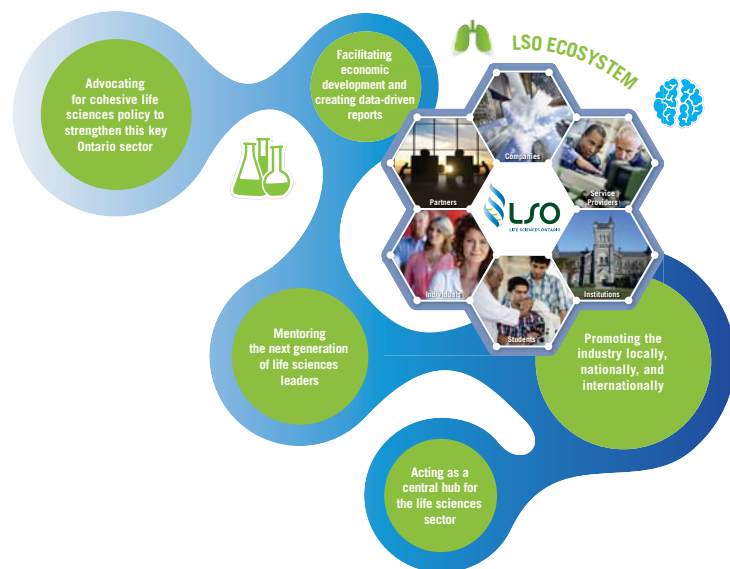 Advocating
for cohesive life
sciences policy to
strengthen this key
Ontario sector
Facilitating
economic
development and
creating data-driven
reports
LSO ECOSYSTEM
Companies
Partners
Service
Providers
LSO
LIFE SCIENCES ONTARIO
Individuals
Institutions
Students
Mentoring
the next generation
of life sciences
leaders
Promoting the
industry locally,
nationally, and
internationally
Acting as a
central hub for
the life sciences
sector